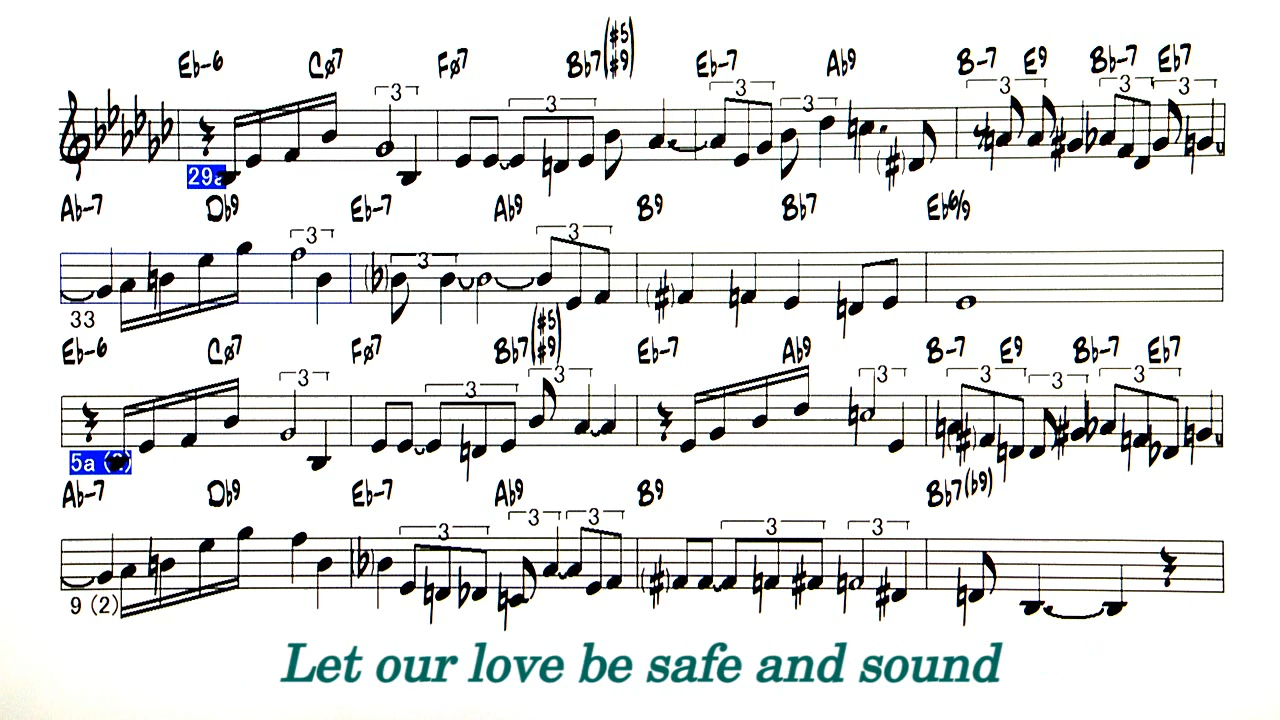 Eb-6 Cø7 Fø7 Bb7(#5 #9) Eb-7 Ab9 B-7 E9 Bb-7 Eb7
3 3 3 3 3 3 3
29a
Ab-7 Db9 Eb-7 Ab9 B9 Bb7 Eb6/9
3 3 3
33
Eb-6 Cø7 Fø7 Bb7(#5 #9) Eb-7 Ab9 B-7 E9 Bb-7 Eb7
3 3 3 3 3 3 3
5a (2)
Ab-7 Db9 Eb-7 Ab9 B9 Bb7(b9)
3 3 3 3 3
9 (2)
Let our love be safe and sound